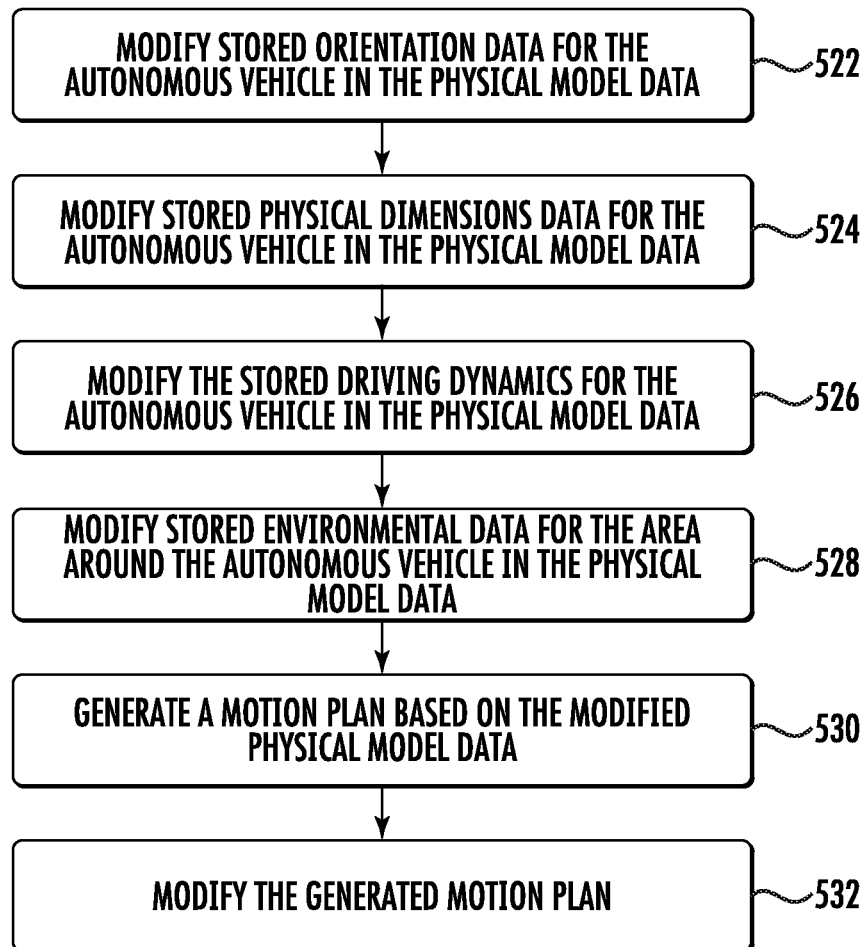 MODIFY STORED ORIENTATION DATA FOR THE
AUTONOMOUS VEHICLE IN THE PHYSICAL MODEL DATA
522
MODIFY STORED PHYSICAL DIMENSIONS DATA FOR THE
AUTONOMOUS VEHICLE IN THE PHYSICAL MODEL DATA
524
MODIFY THE STORED DRIVING DYNAMICS FOR THE
AUTONOMOUS VEHICLE IN THE PHYSICAL MODEL DATA
526
MODIFY STORED ENVIRONMENTAL DATA FOR THE AREA
AROUND THE AUTONOMOUS VEHICLE IN THE PHYSICAL
MODEL DATA
528
GENERATE A MOTION PLAN BASED ON THE MODIFIED
PHYSICAL MODEL DATA
530
MODIFY THE GENERATED MOTION PLAN
532